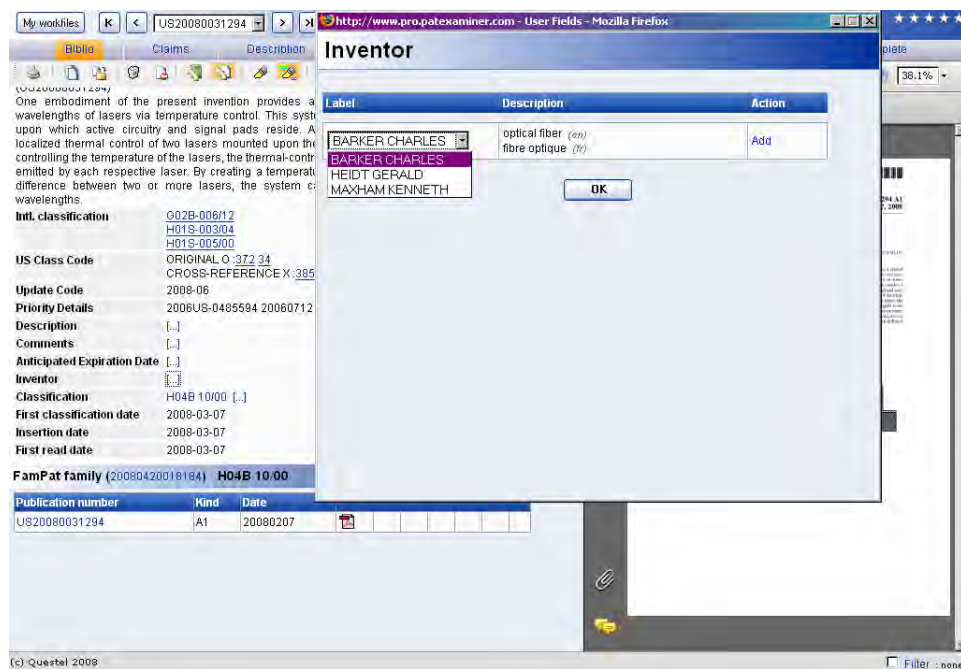 My workfiles
US20080031294
http://www.pro.patexaminer.com - User Fields - Mozilla Firefox
Biblio Claims Description
plete
Inventor
38.1%
(US20080031294)
One embodiment of the present invention provides a
wavelengths of lasers via temperature control. This syst
upon which active circuitry and signal pads reside. A
localized thermal control of two lasers mounted upon the
controlling the temperature of the lasers, the thermal-contr
emitted by each respective laser. By creating a temperatu
difference between two or more lasers, the system c
wavelengths.
Label Description Action
BARKER CHARLES
optical fiber (en)
fibre optique (fr)
Add
BARKER CHARLES
HEIDT GERALD
MAXHAM KENNETH
OK
294 A1
Intl. classification G02B-006/12
H01S-003/04
H01S-005/00
US Class Code ORIGINAL O :372 34
CROSS-REFERENCE X :385
Update Code 2008-06
Priority Details 2006US-0485594 20060712
Description [...]
Comments [...]
Anticipated Expiration Date [...]
Inventor [...]
Classification H04B 10/00 [...]
First classification date 2008-03-07
Insertion date 2008-03-07
First read date 2008-03-07
FamPat family (20080420018184) H04B 10/00
Publication number Kind Date
US20080031294 A1 20080207
(c) Questel 2008
Filter : none